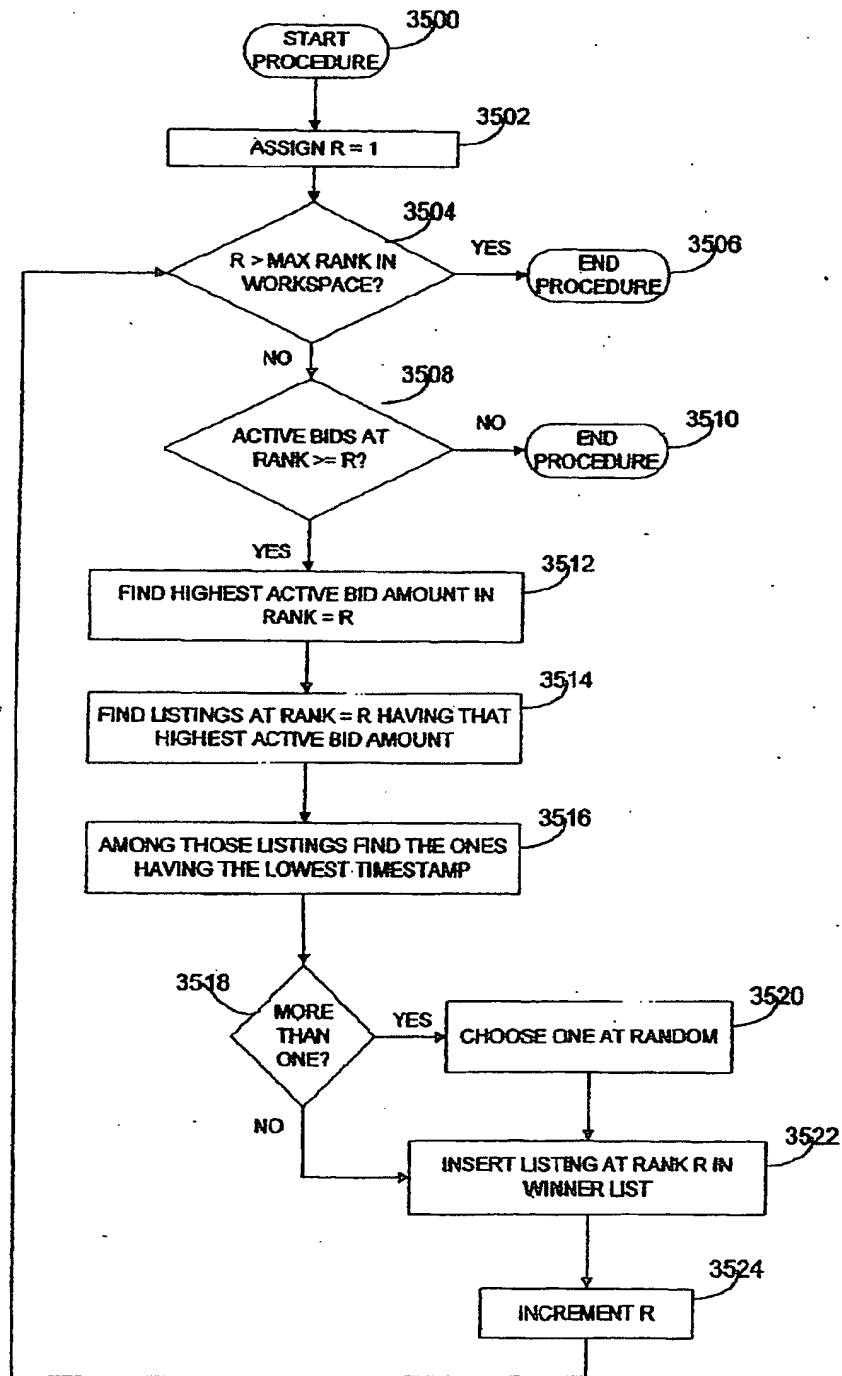 3500
START
PROCEDURE
3502
ASSIGN R = 1
3504
R > MAX RANK IN
WORKSPACE?
YES
3506
END
PROCEDURE
NO
3508
ACTIVE BIDS AT
RANK >= R?
NO
3510
END
PROCEDURE
YES
3512
FIND HIGHEST ACTIVE BID AMOUNT IN
RANK = R
3514
FIND LISTINGS AT RANK = R HAVING THAT
HIGHEST ACTIVE BID AMOUNT
3516
AMONG THOSE LISTINGS FIND THE ONES
HAVING THE LOWEST TIMESTAMP
3518
MORE
THAN
ONE?
YES
3520
CHOOSE ONE AT RANDOM
NO
3522
INSERT LISTING AT RANK R IN
WINNER LIST
3524
INCREMENT R